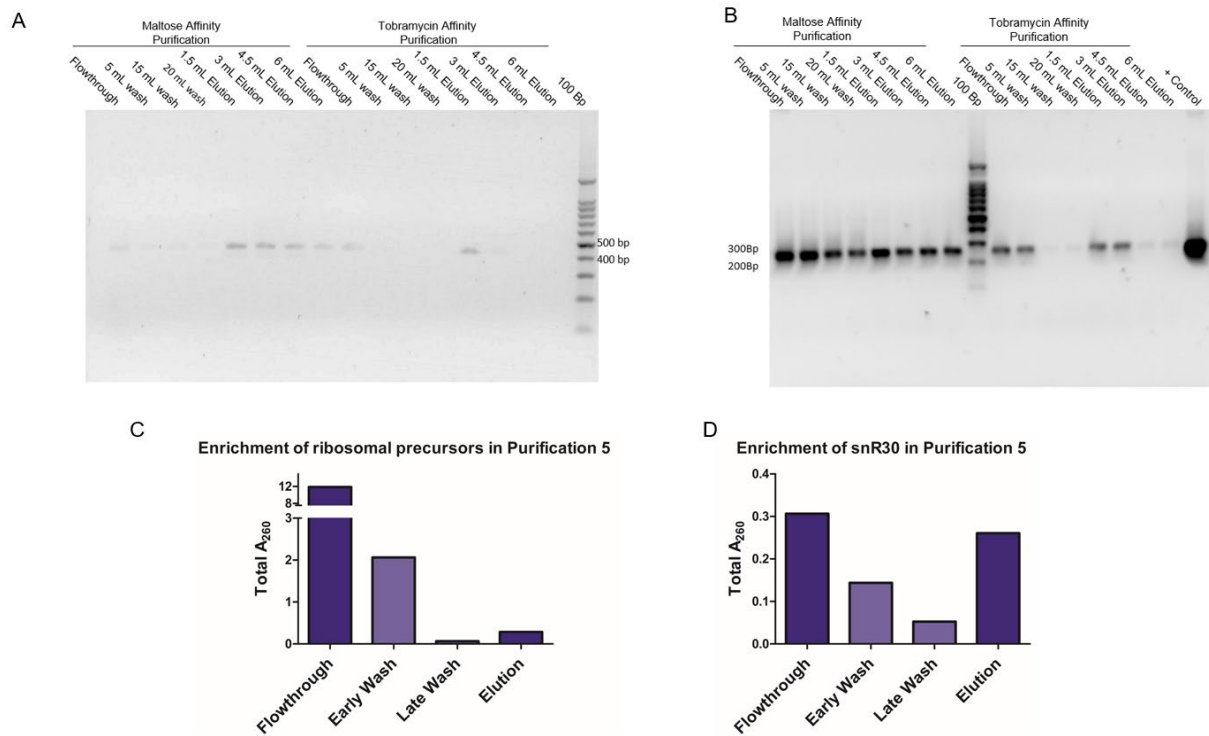 A
Maltose Affinity
Purification
Tobramycin Affinity
Purification
Flowthrough
5 mL wash
15 mL wash
20 mL wash
1.5 mL Elution
3 mL Elution
4.5 mL Elution
6 mL Elution
Flowthrough
5 mL wash
15 mL wash
20 mL wash
1.5 mL Elution
3 mL Elution
4.5 mL Elution
6 mL Elution
100 Bp
500 bp
400 bp
B
Maltose Affinity
Purification
Tobramycin Affinity
Purification
Flowthrough
5 mL wash
15 mL wash
20 mL wash
1.5 mL Elution
3 mL Elution
4.5 mL Elution
6 mL Elution
100 Bp
Flowthrough
5 mL wash
15 mL wash
20 mL wash
1.5 mL Elution
3 mL Elution
4.5 mL Elution
6 mL Elution
+ Control
300Bp
200Bp
C
Enrichment of ribosomal precursors in Purification 5
Total A260
12
8
3
2
1
0
Flowthrough
Early Wash
Late Wash
Elution
D
Enrichment of snR30 in Purification 5
Total A260
0.4
0.3
0.2
0.1
0.0
Flowthrough
Early Wash
Late Wash
Elution